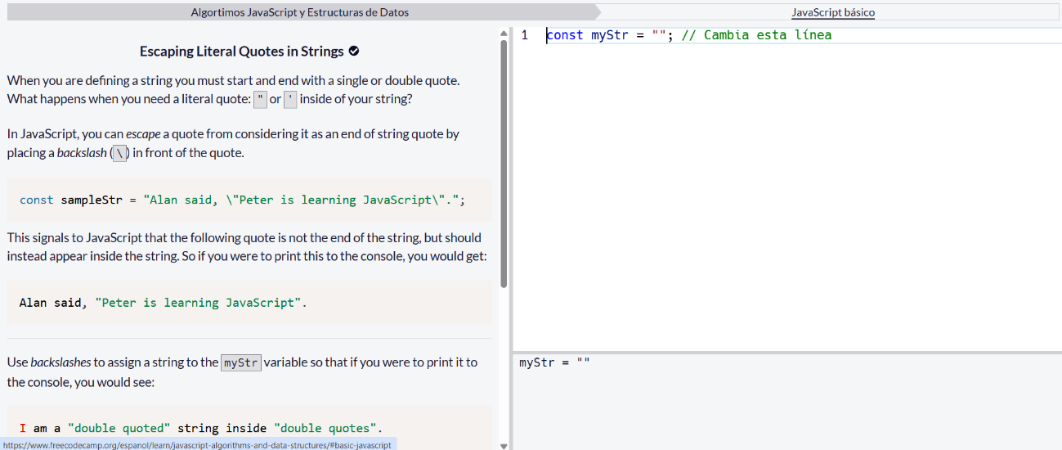 Algortimos JavaScript y Estructuras de Datos
JavaScript básico
Escaping Literal Quotes in Strings
When you are defining a string you must start and end with a single or double quote.
What happens when you need a literal quote: " or ' inside of your string?
In JavaScript, you can escape a quote from considering it as an end of string quote by
placing a backslash (\) in front of the quote.
const sampleStr = "Alan said, \"Peter is learning JavaScript\".";
This signals to JavaScript that the following quote is not the end of the string, but should
instead appear inside the string. So if you were to print this to the console, you would get:
Alan said, "Peter is learning JavaScript".
Use backslashes to assign a string to the myStr variable so that if you were to print it to
the console, you would see:
I am a "double quoted" string inside "double quotes".
https://www.freecodecamp.org/espanol/learn/javascript-algorithms-and-data-structures/#basic-javascript
1 const myStr = ""; // Cambia esta línea
myStr = ""